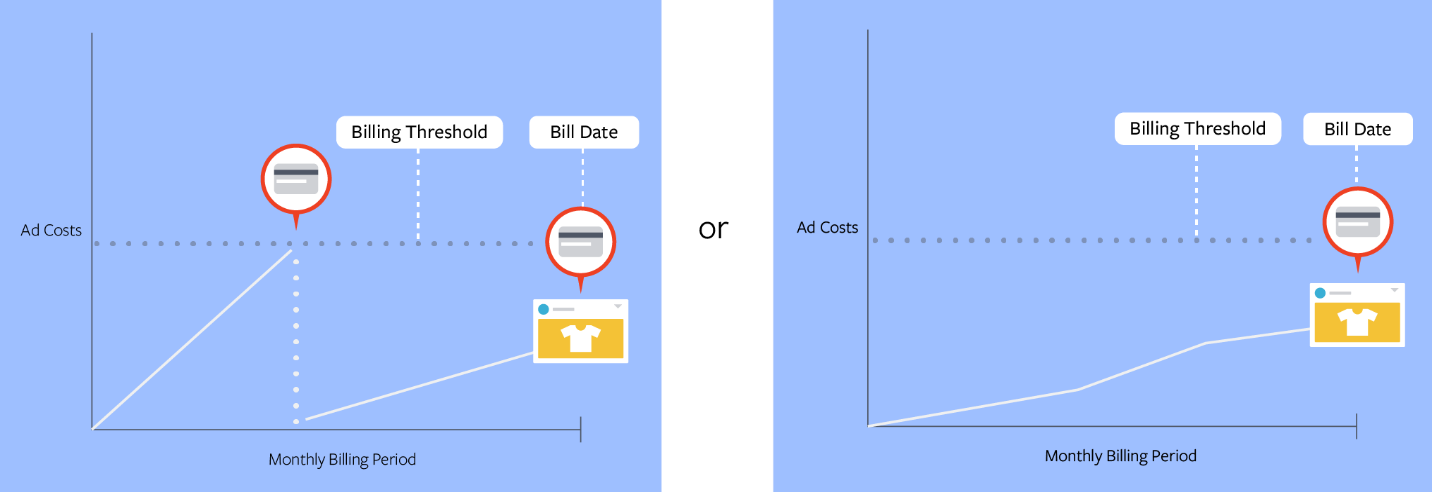 Billing Threshold
Bill Date
Ad Costs
Monthly Billing Period
or
Billing Threshold
Bill Date
Ad Costs
Monthly Billing Period